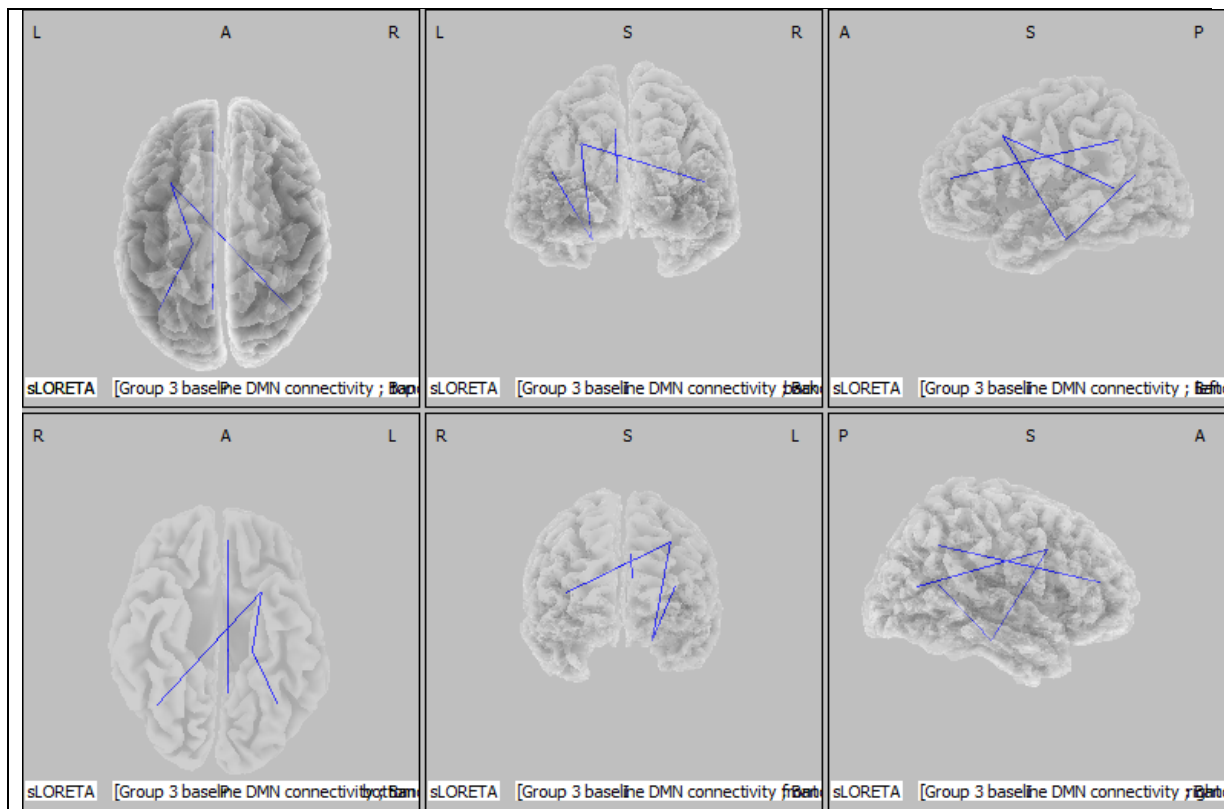 L A R
L S R
A S P
sLORETA [Group 3 baseline DMN connectivity ;
sLORETA [Group 3 baseline DMN connectivity ;
sLORETA [Group 3 baseline DMN connectivity ;
R A L
R S L
P S A
sLORETA [Group 3 baseline DMN connectivity ;
sLORETA [Group 3 baseline DMN connectivity ;
sLORETA [Group 3 baseline DMN connectivity ;